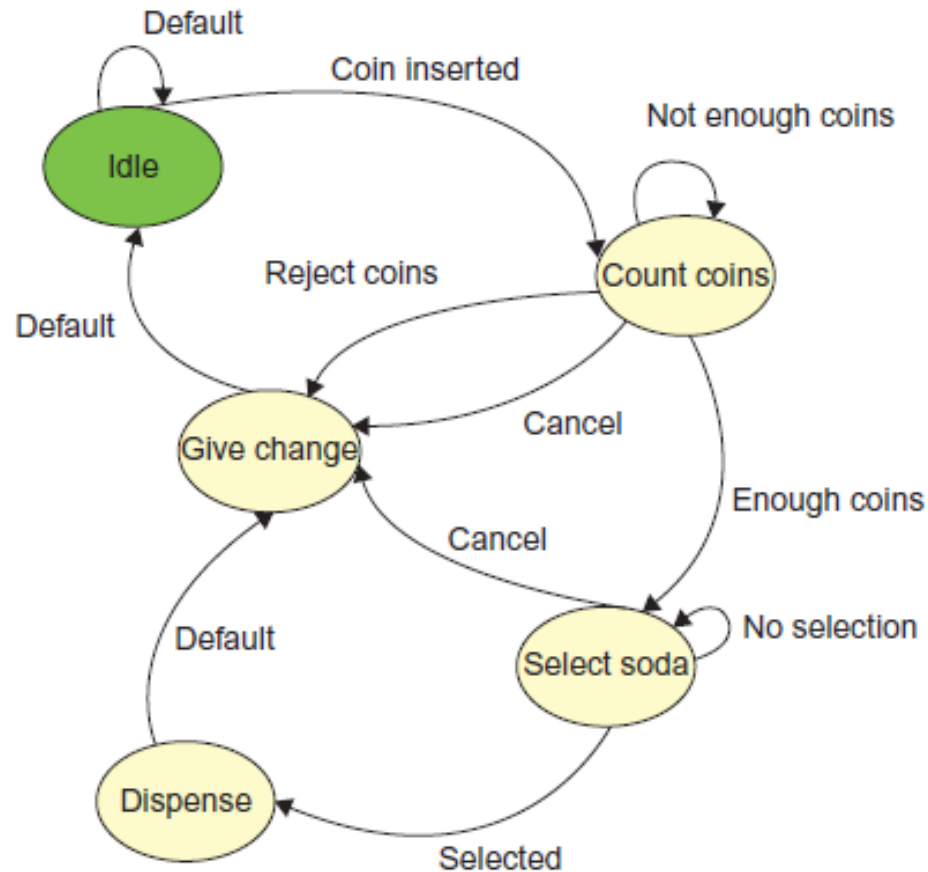 Default
Coin inserted
Not enough coins
Idle
Reject coins
Count coins
Default
Cancel
Give change
Enough coins
Cancel
No selection
Default
Select soda
Dispense
Selected